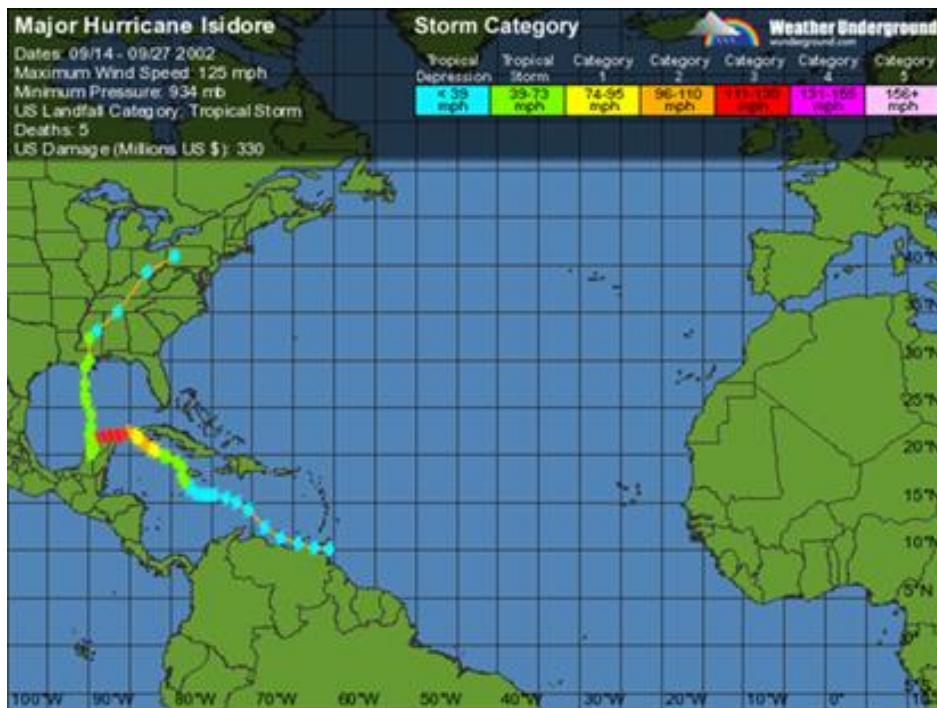 Major Hurricane Isidore
Dates: 09/14 - 09/27 2002
Maximum Wind Speed: 125 mph
Minimum Pressure: 934 mb
US Landfall Category: Tropical Storm
Deaths: 5
US Damage (Millions US $): 330
Storm Category
Weather Underground
wunderground.com
Tropical Depression
< 39 mph
Tropical Storm
39-73 mph
Category 1
74-95 mph
Category 2
96-110 mph
Category 3
111-130 mph
Category 4
131-155 mph
Category 5
156+ mph
50°N
45°N
40°N
35°N
30°N
25°N
20°N
15°N
10°N
5°N
0°
100°W 90°W 80°W 70°W 60°W 50°W 40°W 30°W 20°W 10°W 0°